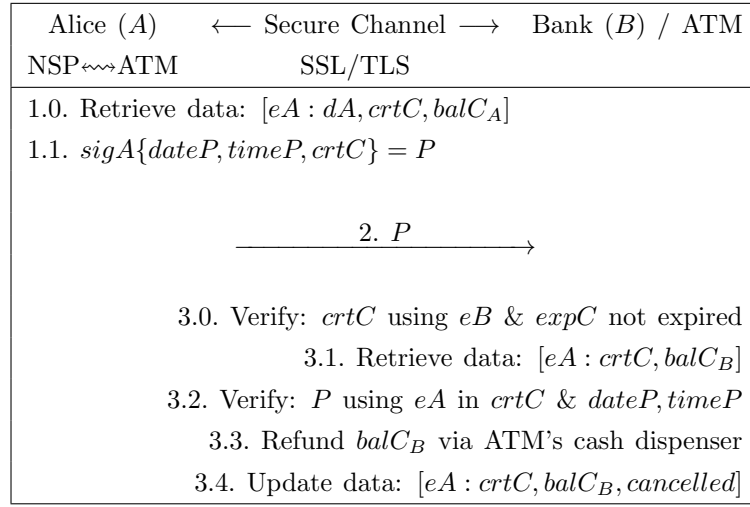 Alice (A) ⟵ Secure Channel ⟶ Bank (B) / ATM
NSP↭ATM SSL/TLS
1.0. Retrieve data: [eA : dA, crtC, balC_A]
1.1. sigA{dateP, timeP, crtC} = P
2. P
3.0. Verify: crtC using eB & expC not expired
3.1. Retrieve data: [eA : crtC, balC_B]
3.2. Verify: P using eA in crtC & dateP, timeP
3.3. Refund balC_B via ATM's cash dispenser
3.4. Update data: [eA : crtC, balC_B, cancelled]